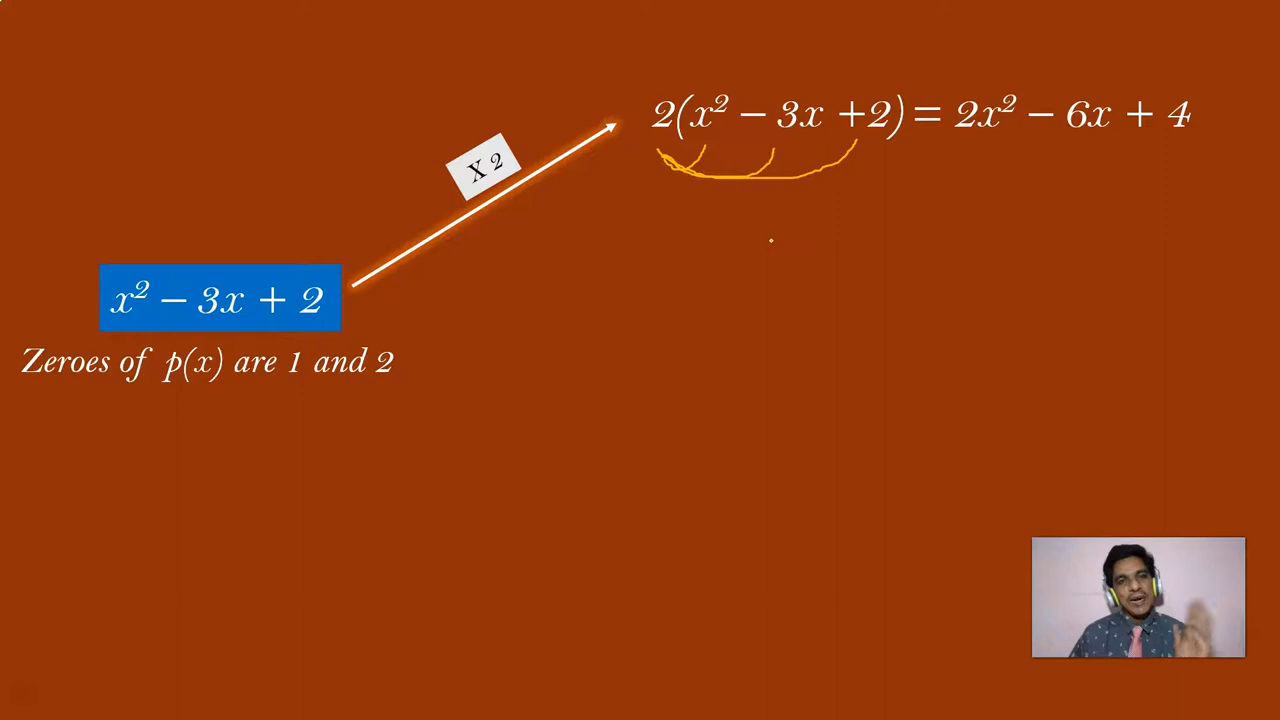 2(x² − 3x +2) = 2x² − 6x + 4
X 2
x² − 3x + 2
Zeroes of p(x) are 1 and 2